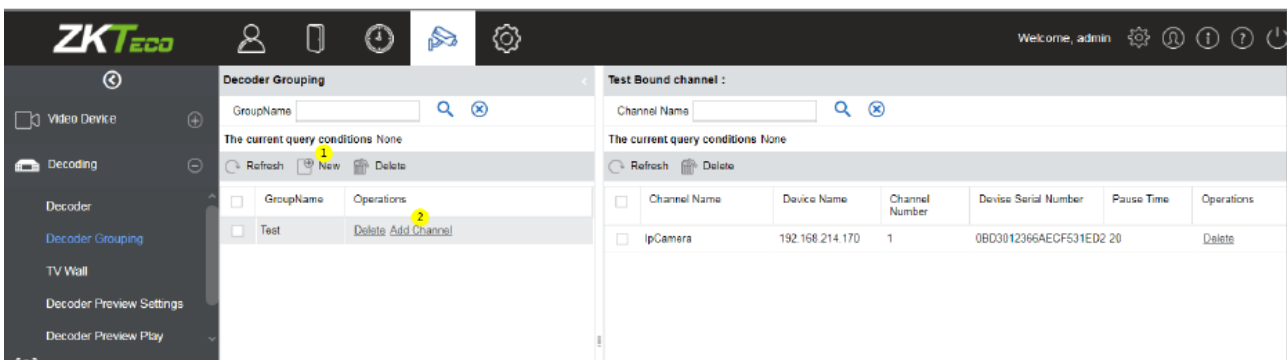 ZKTeco
Welcome, admin
Decoder Grouping
Test Bound channel :
Video Device
GroupName
Channel Name
The current query conditions None
The current query conditions None
1
Decoding
Refresh New Delete
Refresh Delete
GroupName Operations
Channel Name Device Name Channel Number Devise Serial Number Pause Time Operations
Decoder
2
Test Delete Add Channel
IpCamera 192.168.214.170 1 0BD3012366AECF531ED2 20 Delete
Decoder Grouping
TV Wall
Decoder Preview Settings
Decoder Preview Play